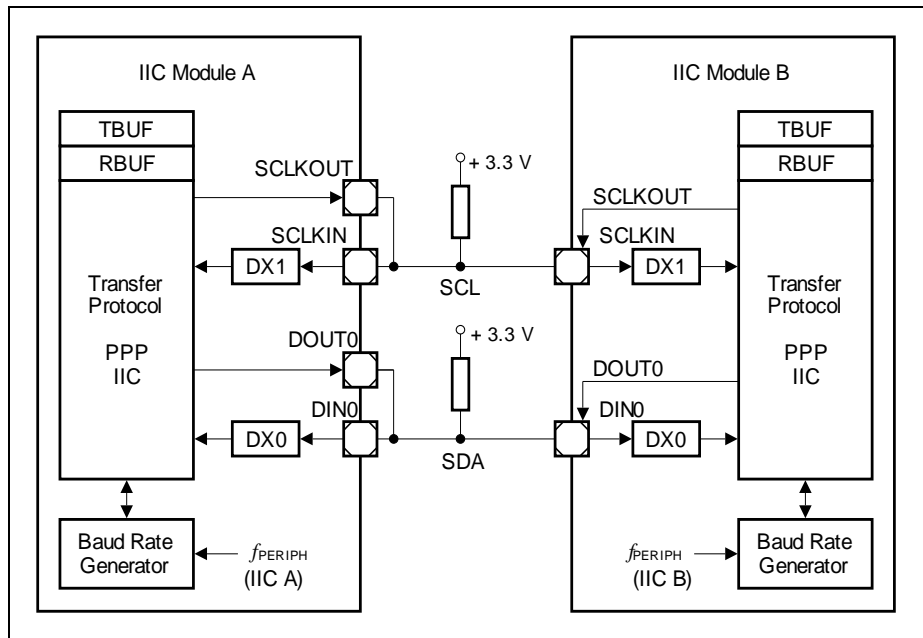 IIC Module A
TBUF
RBUF
Transfer
Protocol
PPP
IIC
SCLKOUT
SCLKIN
DX1
DOUT0
DIN0
DX0
Baud Rate
Generator
fPERIPH
(IIC A)
+ 3.3 V
SCL
+ 3.3 V
SDA
IIC Module B
TBUF
RBUF
SCLKOUT
SCLKIN
DX1
Transfer
Protocol
PPP
IIC
DOUT0
DIN0
DX0
fPERIPH
(IIC B)
Baud Rate
Generator